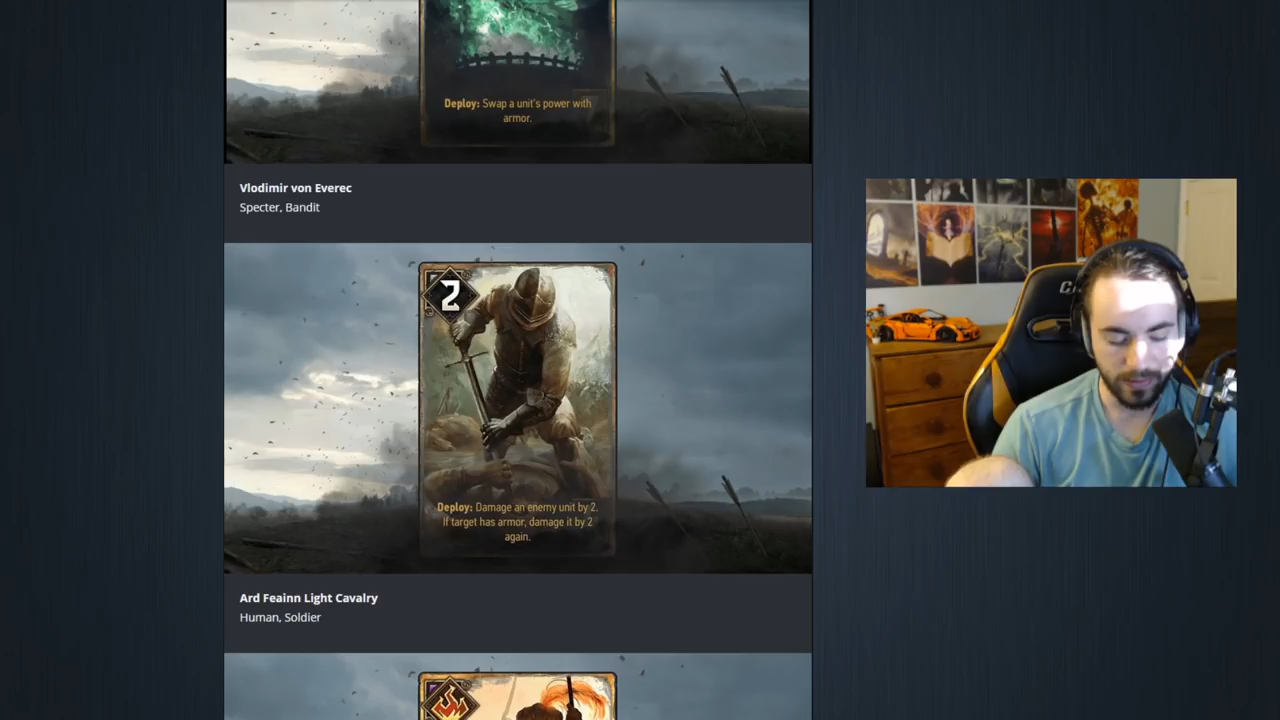 Deploy: Swap a unit's power with
armor.
Vlodimir von Everec
Specter, Bandit
2
Deploy: Damage an enemy unit by 2.
If target has armor, damage it by 2
again.
Ard Feainn Light Cavalry
Human, Soldier